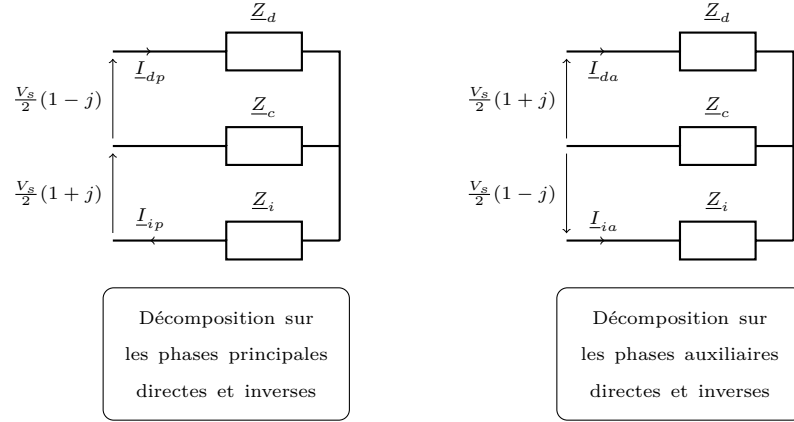 Z_d
I_dp
V_s/2 (1 − j)
Z_c
V_s/2 (1 + j)
I_ip
Z_i
Décomposition sur
les phases principales
directes et inverses
Z_d
I_da
V_s/2 (1 + j)
Z_c
V_s/2 (1 − j)
I_ia
Z_i
Décomposition sur
les phases auxiliaires
directes et inverses